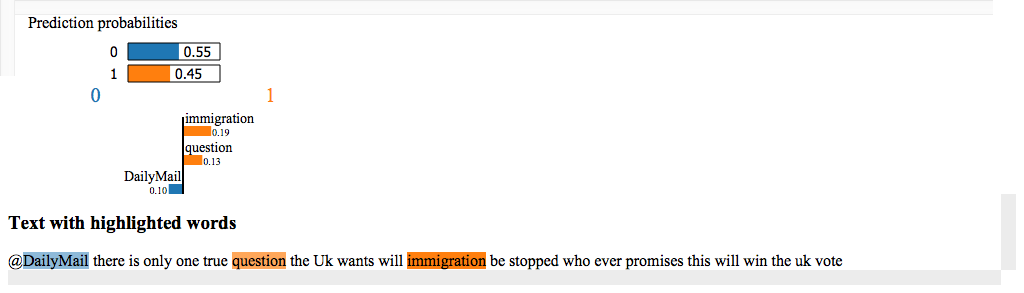 Prediction probabilities
0 0.55
1 0.45
0 1
immigration
0.19
question
0.13
DailyMail
0.10
Text with highlighted words
@DailyMail there is only one true question the Uk wants will immigration be stopped who ever promises this will win the uk vote